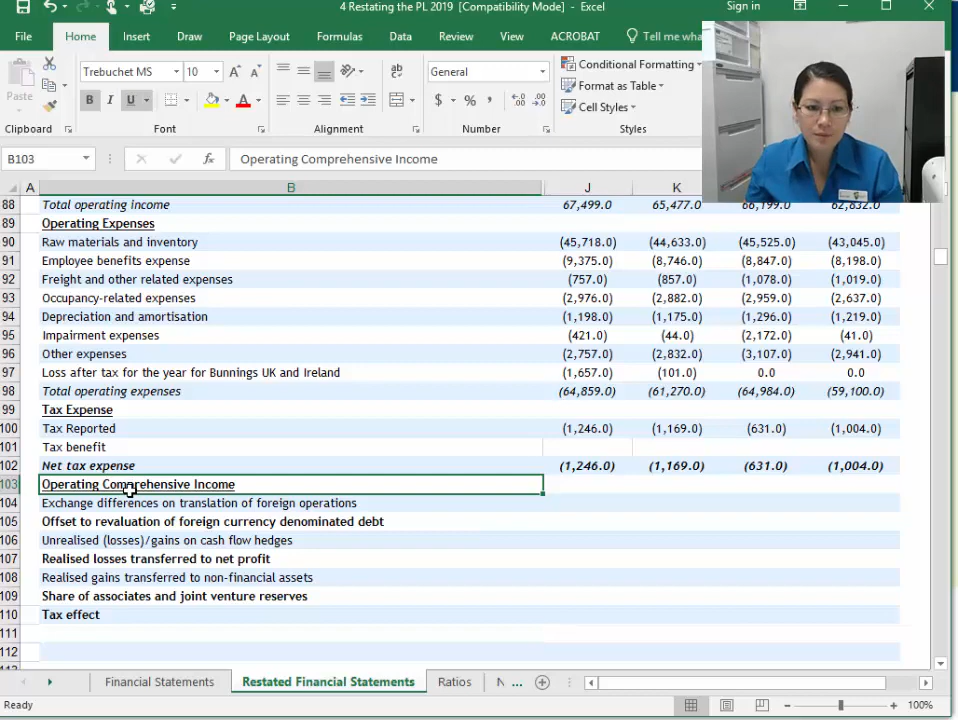 4 Restating the PL 2019 [Compatibility Mode] - Excel
Sign in
File Home Insert Draw Page Layout Formulas Data Review View ACROBAT Tell me wha
Paste
Trebuchet MS 10 A A
B I U A
ab
General
$ % ,
Conditional Formatting
Format as Table
Cell Styles
Clipboard Font Alignment Number Styles
B103 fx Operating Comprehensive Income
A B J K
88 Total operating income 67,499.0 65,477.0 66,199.0 62,832.0
89 Operating Expenses
90 Raw materials and inventory (45,718.0) (44,633.0) (45,525.0) (43,045.0)
91 Employee benefits expense (9,375.0) (8,746.0) (8,847.0) (8,198.0)
92 Freight and other related expenses (757.0) (857.0) (1,078.0) (1,019.0)
93 Occupancy-related expenses (2,976.0) (2,882.0) (2,959.0) (2,637.0)
94 Depreciation and amortisation (1,198.0) (1,175.0) (1,296.0) (1,219.0)
95 Impairment expenses (421.0) (44.0) (2,172.0) (41.0)
96 Other expenses (2,757.0) (2,832.0) (3,107.0) (2,941.0)
97 Loss after tax for the year for Bunnings UK and Ireland (1,657.0) (101.0) 0.0 0.0
98 Total operating expenses (64,859.0) (61,270.0) (64,984.0) (59,100.0)
99 Tax Expense
100 Tax Reported (1,246.0) (1,169.0) (631.0) (1,004.0)
101 Tax benefit
102 Net tax expense (1,246.0) (1,169.0) (631.0) (1,004.0)
103 Operating Comprehensive Income
104 Exchange differences on translation of foreign operations
105 Offset to revaluation of foreign currency denominated debt
106 Unrealised (losses)/gains on cash flow hedges
107 Realised losses transferred to net profit
108 Realised gains transferred to non-financial assets
109 Share of associates and joint venture reserves
110 Tax effect
111
112
Financial Statements Restated Financial Statements Ratios N ...
Ready 100%